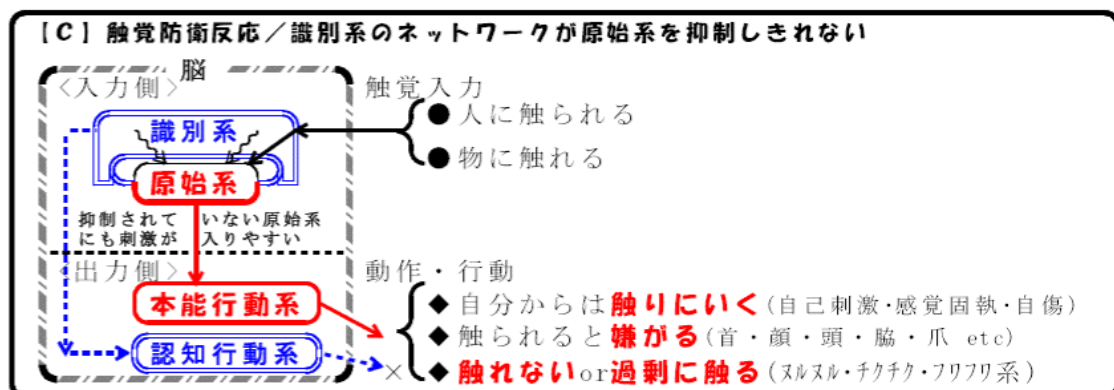 【C】触覚防衛反応／識別系のネットワークが原始系を抑制しきれない
脳
〈入力側〉
触覚入力
●人に触られる
識別系
●物に触れる
原始系
抑制されて いない原始系
にも刺激が 入りやすい
〈出力側〉
動作・行動
本能行動系
◆自分からは触りにいく(自己刺激・感覚固執・自傷)
◆触られると嫌がる(首・顔・頭・脇・爪 etc)
認知行動系
×
◆触れないor過剰に触る(ヌルヌル・チクチク・フワフワ系)